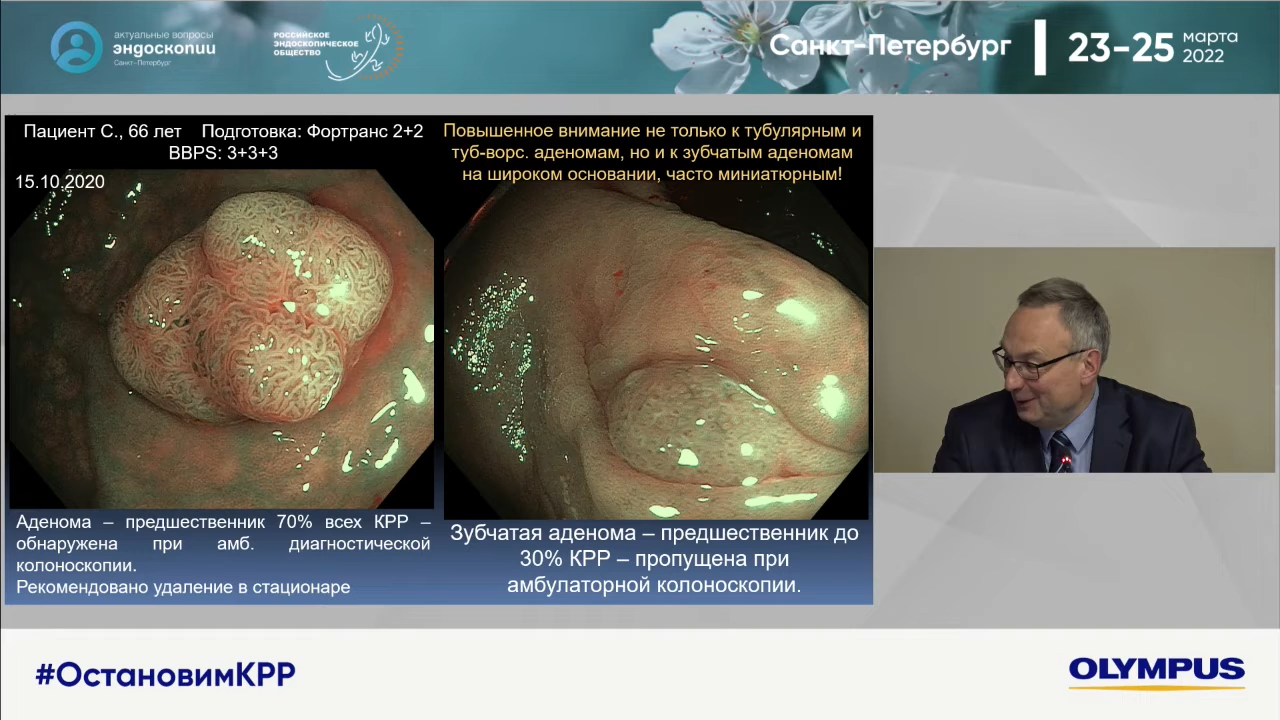 актуальные вопросы
эндоскопии
Санкт-Петербург
РОССИЙСКОЕ
ЭНДОСКОПИЧЕСКОЕ
ОБЩЕСТВО
Санкт-Петербург
23-25 марта
2022
Пациент С., 66 лет Подготовка: Фортранс 2+2
BBPS: 3+3+3
15.10.2020
Аденома – предшественник 70% всех КРР –
обнаружена при амб. диагностической
колоноскопии.
Рекомендовано удаление в стационаре
Повышенное внимание не только к тубулярным и
туб-ворс. аденомам, но и к зубчатым аденомам
на широком основании, часто миниатюрным!
Зубчатая аденома – предшественник до
30% КРР – пропущена при
амбулаторной колоноскопии.
#ОстановимКРР
OLYMPUS